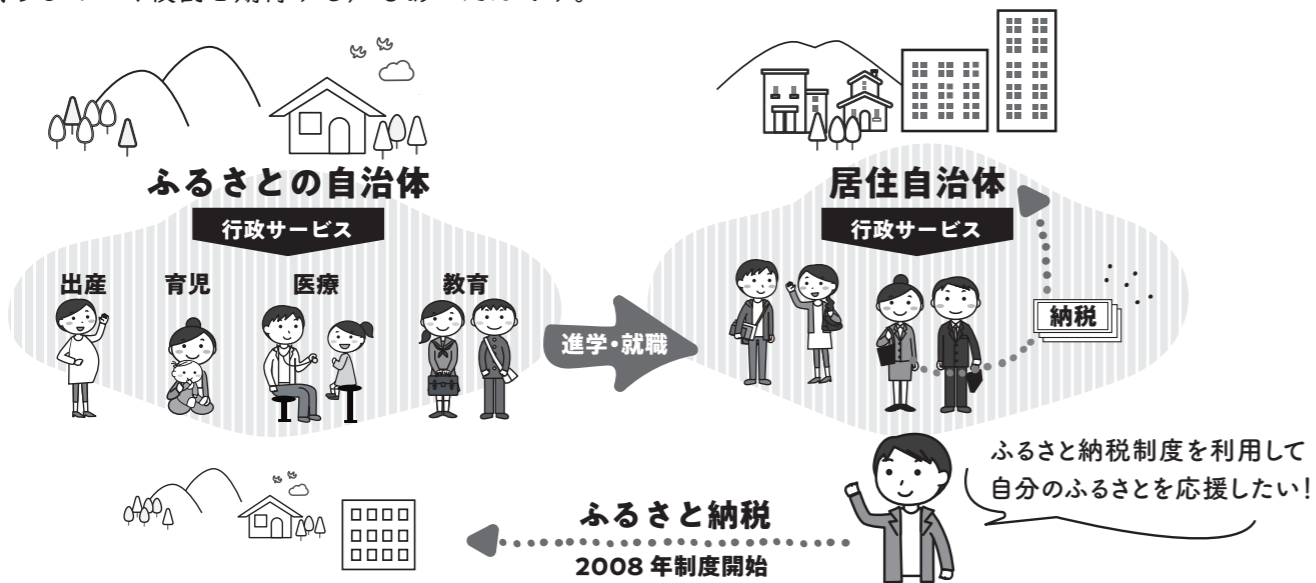 ふるさとの自治体
行政サービス
出産
育児
医療
教育
進学・就職
居住自治体
行政サービス
納税
ふるさと納税制度を利用して
自分のふるさとを応援したい!
ふるさと納税
2008年制度開始